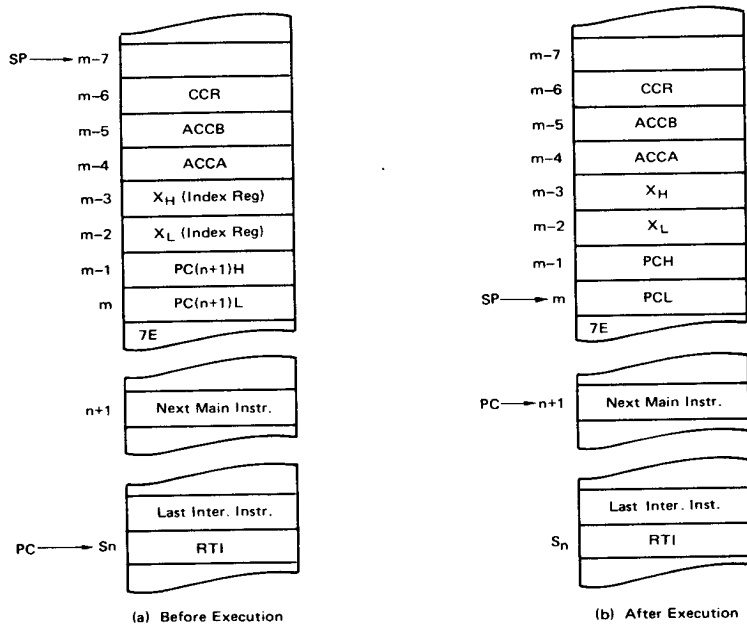 SP m-7
m-6 CCR
m-5 ACCB
m-4 ACCA
m-3 XH (Index Reg)
m-2 XL (Index Reg)
m-1 PC(n+1)H
m PC(n+1)L
7E
n+1 Next Main Instr.
Last Inter. Instr.
PC Sn RTI
(a) Before Execution
m-7
m-6 CCR
m-5 ACCB
m-4 ACCA
m-3 XH
m-2 XL
m-1 PCH
SP m PCL
7E
PC n+1 Next Main Instr.
Last Inter. Inst.
Sn RTI
(b) After Execution